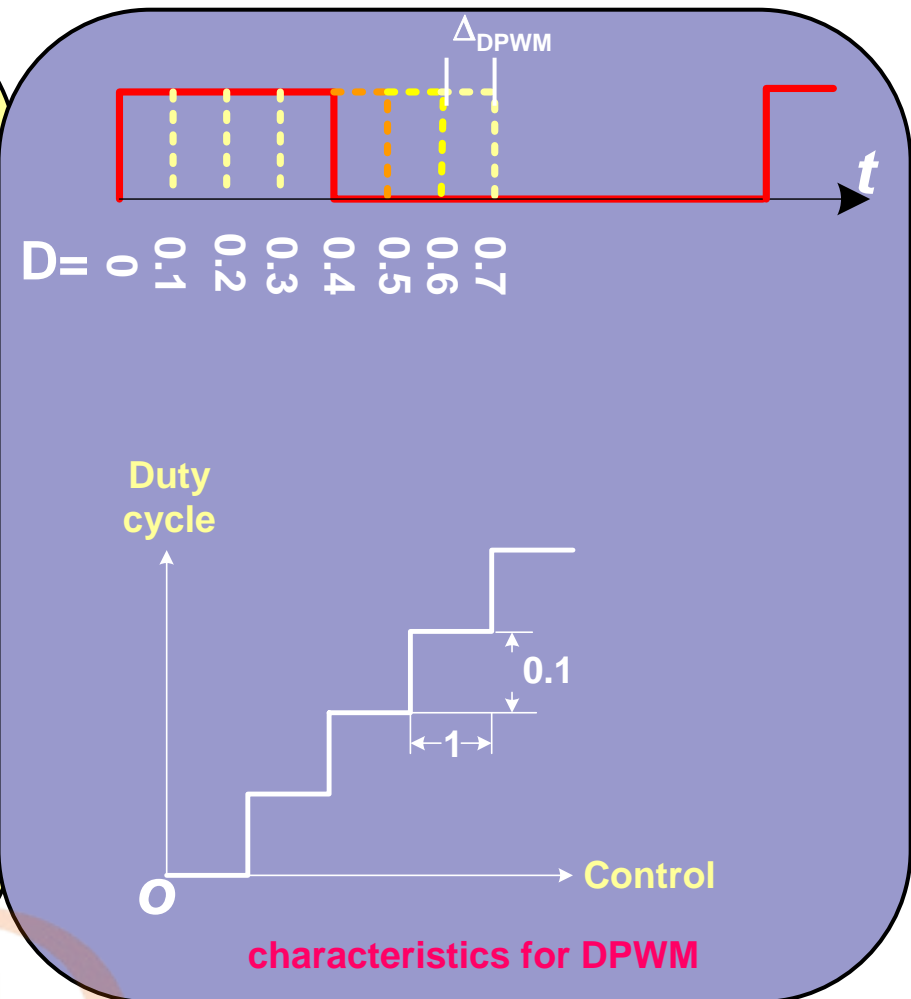 ΔDPWM
t
D= 0 0.1 0.2 0.3 0.4 0.5 0.6 0.7
Duty
cycle
0.1
1
Control
o
characteristics for DPWM